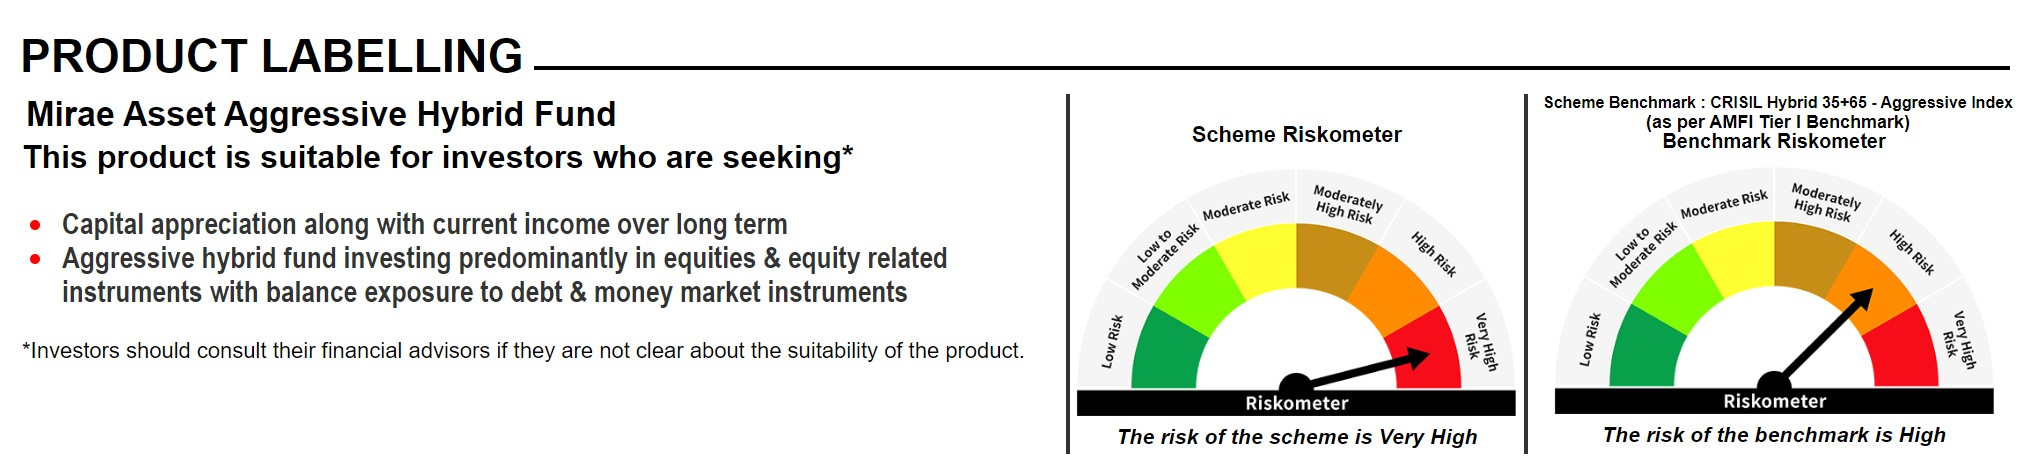 PRODUCT LABELLING
Mirae Asset Aggressive Hybrid Fund
This product is suitable for investors who are seeking*
• Capital appreciation along with current income over long term
• Aggressive hybrid fund investing predominantly in equities & equity related
instruments with balance exposure to debt & money market instruments
*Investors should consult their financial advisors if they are not clear about the suitability of the product.
Scheme Riskometer
Low Risk
Low to
Moderate Risk
Moderate Risk
Moderately
High Risk
High Risk
Very High
Risk
Riskometer
The risk of the scheme is Very High
Scheme Benchmark : CRISIL Hybrid 35+65 - Aggressive Index
(as per AMFI Tier I Benchmark)
Benchmark Riskometer
Low Risk
Low to
Moderate Risk
Moderate Risk
Moderately
High Risk
High Risk
Very High
Risk
Riskometer
The risk of the benchmark is High